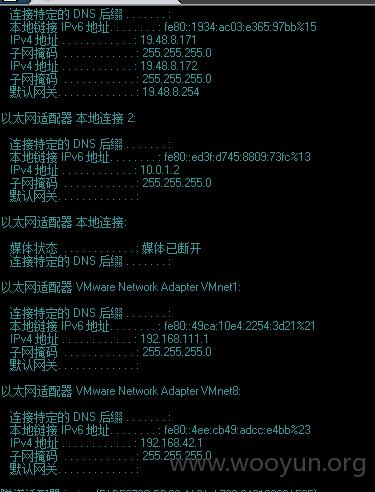 连接特定的 DNS 后缀 . . . . . . . :
本地链接 IPv6 地址. . . . . . . . : fe80::1934:ac03:e365:97bb%15
IPv4 地址 . . . . . . . . . . . . : 19.48.8.171
子网掩码 . . . . . . . . . . . . : 255.255.255.0
IPv4 地址 . . . . . . . . . . . . : 19.48.8.172
子网掩码 . . . . . . . . . . . . : 255.255.255.0
默认网关. . . . . . . . . . . . . : 19.48.8.254
以太网适配器 本地连接 2:
连接特定的 DNS 后缀 . . . . . . . :
本地链接 IPv6 地址. . . . . . . . : fe80::ed3f:d745:8809:73fc%13
IPv4 地址 . . . . . . . . . . . . : 10.0.1.2
子网掩码 . . . . . . . . . . . . : 255.255.255.0
默认网关. . . . . . . . . . . . . :
以太网适配器 本地连接:
媒体状态 . . . . . . . . . . . . : 媒体已断开
连接特定的 DNS 后缀 . . . . . . . :
以太网适配器 VMware Network Adapter VMnet1:
连接特定的 DNS 后缀 . . . . . . . :
本地链接 IPv6 地址. . . . . . . . : fe80::49ca:10e4:2254:3d21%21
IPv4 地址 . . . . . . . . . . . . : 192.168.111.1
子网掩码 . . . . . . . . . . . . : 255.255.255.0
默认网关. . . . . . . . . . . . . :
以太网适配器 VMware Network Adapter VMnet8:
连接特定的 DNS 后缀 . . . . . . . :
本地链接 IPv6 地址. . . . . . . . : fe80::4ee:cb49:adcc:e4bb%23
IPv4 地址 . . . . . . . . . . . . : 192.168.42.1
子网掩码 . . . . . . . . . . . . : 255.255.255.0
默认网关. . . . . . . . . . . . . :
www.wooyun.org